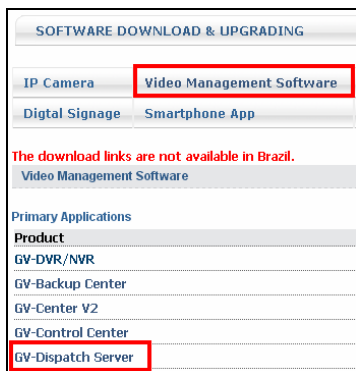 SOFTWARE DOWNLOAD & UPGRADING
IP Camera Video Management Software
Digtal Signage Smartphone App
The download links are not available in Brazil.
Video Management Software
Primary Applications
Product
GV-DVR/NVR
GV-Backup Center
GV-Center V2
GV-Control Center
GV-Dispatch Server